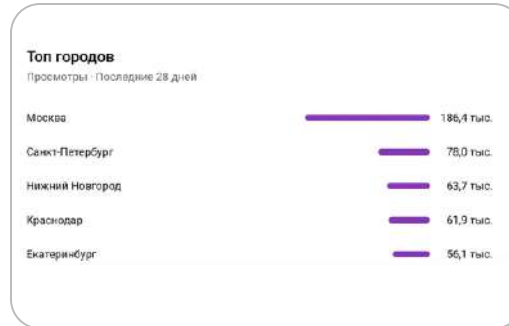 Топ городов
Просмотры · Последние 28 дней
Москва 186,4 тыс.
Санкт-Петербург 78,0 тыс.
Нижний Новгород 63,7 тыс.
Краснодар 61,9 тыс.
Екатеринбург 56,1 тыс.